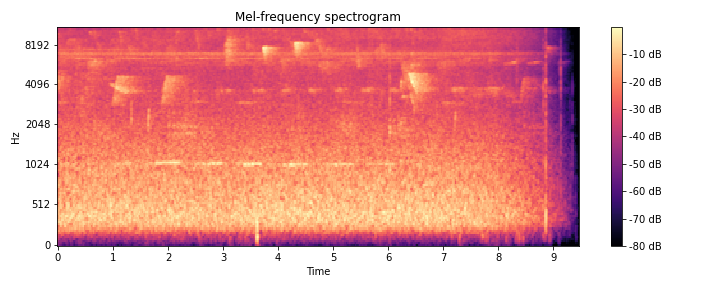 Mel-frequency spectrogram
8192
4096
2048
1024
512
0
Hz
0 1 2 3 4 5 6 7 8 9
Time
-10 dB
-20 dB
-30 dB
-40 dB
-50 dB
-60 dB
-70 dB
-80 dB